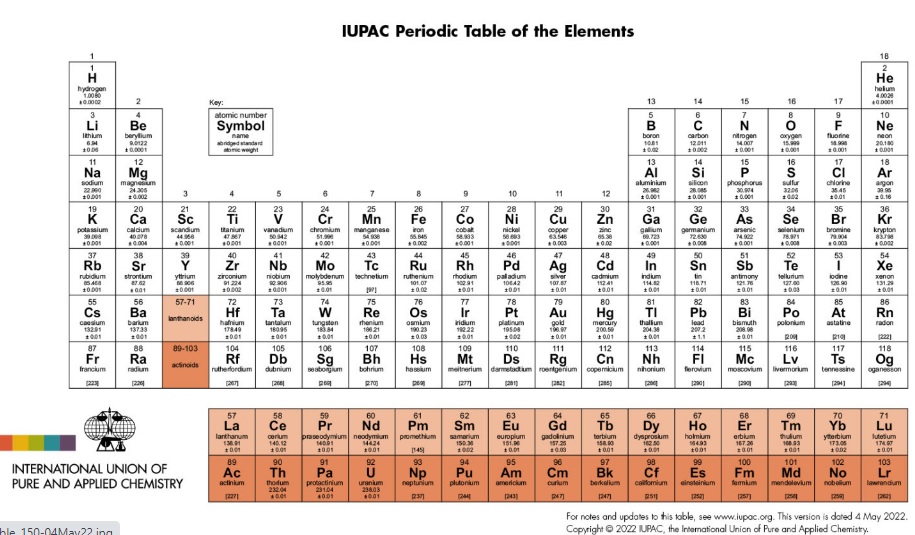 IUPAC Periodic Table of the Elements
1 18
1 2
H He
hydrogen helium
1.0080 4.0026
± 0.0002 ± 0.0001
2 13 14 15 16 17
Key:
atomic number
Symbol
name
abridged standard
atomic weight
3 4 5 6 7 8 9 10
Li Be B C N O F Ne
lithium beryllium boron carbon nitrogen oxygen fluorine neon
6.94 9.0122 10.81 12.011 14.007 15.999 18.998 20.180
± 0.06 ± 0.0001 ± 0.02 ± 0.002 ± 0.001 ± 0.001 ± 0.001 ± 0.001
11 12 13 14 15 16 17 18
Na Mg Al Si P S Cl Ar
sodium magnesium aluminium silicon phosphorus sulfur chlorine argon
22.990 24.305 26.982 28.085 30.974 32.06 35.45 39.95
± 0.001 ± 0.002 ± 0.001 ± 0.001 ± 0.001 ± 0.02 ± 0.01 ± 0.16
3 4 5 6 7 8 9 10 11 12
19 20 21 22 23 24 25 26 27 28 29 30 31 32 33 34 35 36
K Ca Sc Ti V Cr Mn Fe Co Ni Cu Zn Ga Ge As Se Br Kr
potassium calcium scandium titanium vanadium chromium manganese iron cobalt nickel copper zinc gallium germanium arsenic selenium bromine krypton
39.098 40.078 44.956 47.867 50.942 51.996 54.938 55.845 58.933 58.693 63.546 65.38 69.723 72.630 74.922 78.971 79.904 83.798
± 0.001 ± 0.004 ± 0.001 ± 0.001 ± 0.001 ± 0.001 ± 0.001 ± 0.002 ± 0.001 ± 0.001 ± 0.003 ± 0.02 ± 0.001 ± 0.008 ± 0.001 ± 0.008 ± 0.003 ± 0.002
37 38 39 40 41 42 43 44 45 46 47 48 49 50 51 52 53 54
Rb Sr Y Zr Nb Mo Tc Ru Rh Pd Ag Cd In Sn Sb Te I Xe
rubidium strontium yttrium zirconium niobium molybdenum technetium ruthenium rhodium palladium silver cadmium indium tin antimony tellurium iodine xenon
85.468 87.62 88.906 91.224 92.906 95.95 101.07 102.91 106.42 107.87 112.41 114.82 118.71 121.76 127.60 126.90 131.29
± 0.001 ± 0.01 ± 0.001 ± 0.002 ± 0.001 ± 0.01 [97] ± 0.02 ± 0.01 ± 0.01 ± 0.01 ± 0.01 ± 0.01 ± 0.01 ± 0.01 ± 0.03 ± 0.01 ± 0.01
55 56 57-71 72 73 74 75 76 77 78 79 80 81 82 83 84 85 86
Cs Ba Hf Ta W Re Os Ir Pt Au Hg Tl Pb Bi Po At Rn
caesium barium lanthanoids hafnium tantalum tungsten rhenium osmium iridium platinum gold mercury thallium lead bismuth polonium astatine radon
132.91 137.33 178.49 180.95 183.84 186.21 190.23 192.22 195.08 196.97 200.59 204.38 207.2 208.98
± 0.01 ± 0.01 ± 0.01 ± 0.01 ± 0.01 ± 0.01 ± 0.03 ± 0.01 ± 0.02 ± 0.01 ± 0.01 ± 0.01 ± 1.1 ± 0.01 [209] [210] [222]
87 88 89-103 104 105 106 107 108 109 110 111 112 113 114 115 116 117 118
Fr Ra Rf Db Sg Bh Hs Mt Ds Rg Cn Nh Fl Mc Lv Ts Og
francium radium actinoids rutherfordium dubnium seaborgium bohrium hassium meitnerium darmstadtium roentgenium copernicium nihonium flerovium moscovium livermorium tennessine oganesson
[223] [226] [267] [268] [269] [270] [269] [277] [281] [282] [285] [286] [290] [290] [293] [294] [294]
57 58 59 60 61 62 63 64 65 66 67 68 69 70 71
La Ce Pr Nd Pm Sm Eu Gd Tb Dy Ho Er Tm Yb Lu
lanthanum cerium praseodymium neodymium promethium samarium europium gadolinium terbium dysprosium holmium erbium thulium ytterbium lutetium
138.91 140.12 140.91 144.24 150.36 151.96 157.25 158.93 162.50 164.93 167.26 168.93 173.05 174.97
± 0.01 ± 0.01 ± 0.01 ± 0.01 [145] ± 0.02 ± 0.01 ± 0.03 ± 0.01 ± 0.01 ± 0.01 ± 0.01 ± 0.01 ± 0.02 ± 0.01
89 90 91 92 93 94 95 96 97 98 99 100 101 102 103
Ac Th Pa U Np Pu Am Cm Bk Cf Es Fm Md No Lr
actinium thorium protactinium uranium neptunium plutonium americium curium berkelium californium einsteinium fermium mendelevium nobelium lawrencium
232.04 231.04 238.03
[227] ± 0.01 ± 0.01 ± 0.01 [237] [244] [243] [247] [247] [251] [252] [257] [258] [259] [262]
INTERNATIONAL UNION OF
PURE AND APPLIED CHEMISTRY
For notes and updates to this table, see www.iupac.org. This version is dated 4 May 2022.
Copyright © 2022 IUPAC, the International Union of Pure and Applied Chemistry.